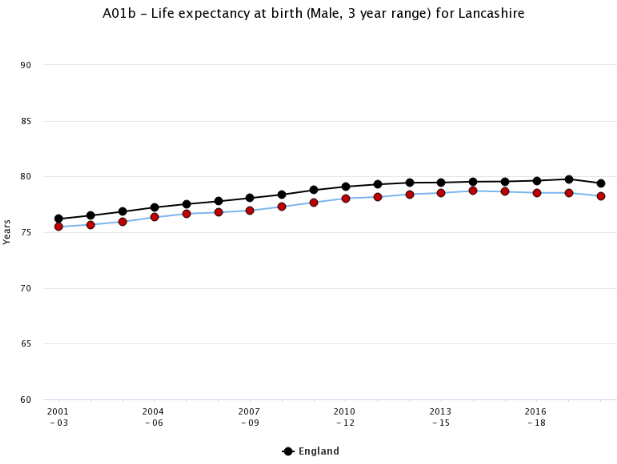 A01b – Life expectancy at birth (Male, 3 year range) for Lancashire
90
85
80
75
70
65
60
Years
2001 2004 2007 2010 2013 2016
– 03 – 06 – 09 – 12 – 15 – 18
England